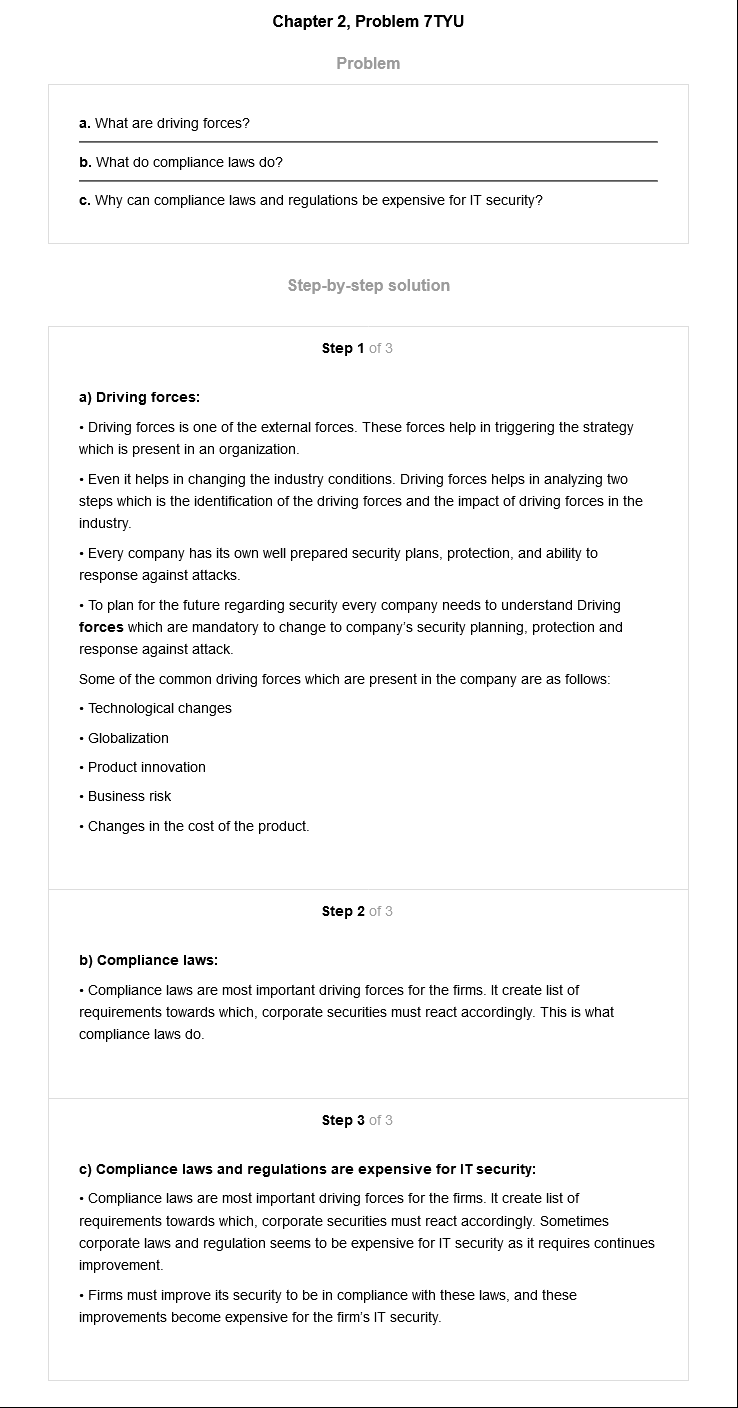 Chapter 2, Problem 7TYU
Problem
a. What are driving forces?
b. What do compliance laws do?
c. Why can compliance laws and regulations be expensive for IT security?
Step-by-step solution
Step 1 of 3
a) Driving forces:
• Driving forces is one of the external forces. These forces help in triggering the strategy
which is present in an organization.
• Even it helps in changing the industry conditions. Driving forces helps in analyzing two
steps which is the identification of the driving forces and the impact of driving forces in the
industry.
• Every company has its own well prepared security plans, protection, and ability to
response against attacks.
• To plan for the future regarding security every company needs to understand Driving
forces which are mandatory to change to company's security planning, protection and
response against attack.
Some of the common driving forces which are present in the company are as follows:
• Technological changes
• Globalization
• Product innovation
• Business risk
• Changes in the cost of the product.
Step 2 of 3
b) Compliance laws:
• Compliance laws are most important driving forces for the firms. It create list of
requirements towards which, corporate securities must react accordingly. This is what
compliance laws do.
Step 3 of 3
c) Compliance laws and regulations are expensive for IT security:
• Compliance laws are most important driving forces for the firms. It create list of
requirements towards which, corporate securities must react accordingly. Sometimes
corporate laws and regulation seems to be expensive for IT security as it requires continues
improvement.
• Firms must improve its security to be in compliance with these laws, and these
improvements become expensive for the firm's IT security.